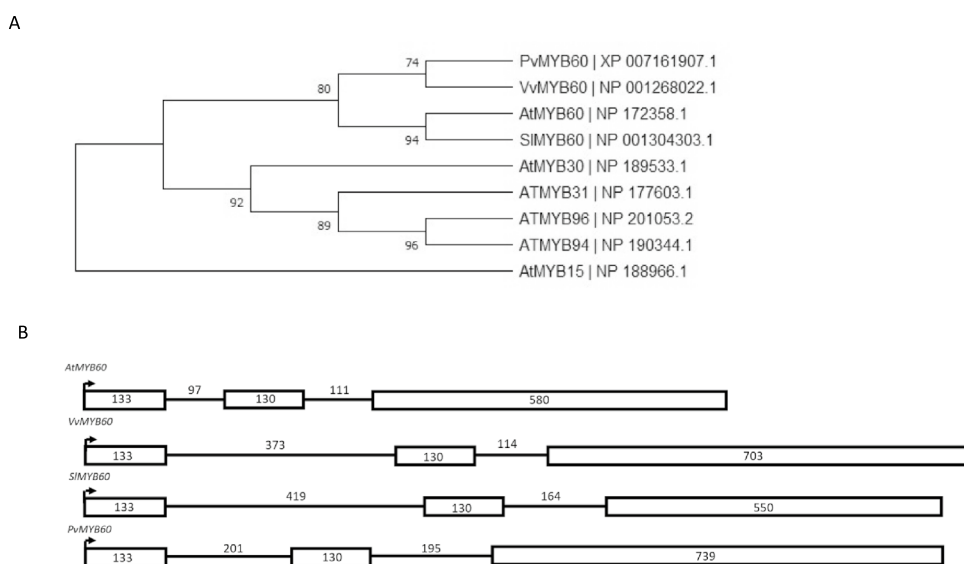 A
74
PvMYB60 | XP 007161907.1
80
VvMYB60 | NP 001268022.1
AtMYB60 | NP 172358.1
94
SlMYB60 | NP 001304303.1
AtMYB30 | NP 189533.1
92
ATMYB31 | NP 177603.1
89
ATMYB96 | NP 201053.2
96
ATMYB94 | NP 190344.1
AtMYB15 | NP 188966.1
B
AtMYB60
133 97 130 111 580
VvMYB60
133 373 130 114 703
SlMYB60
133 419 130 164 550
PvMYB60
133 201 130 195 739